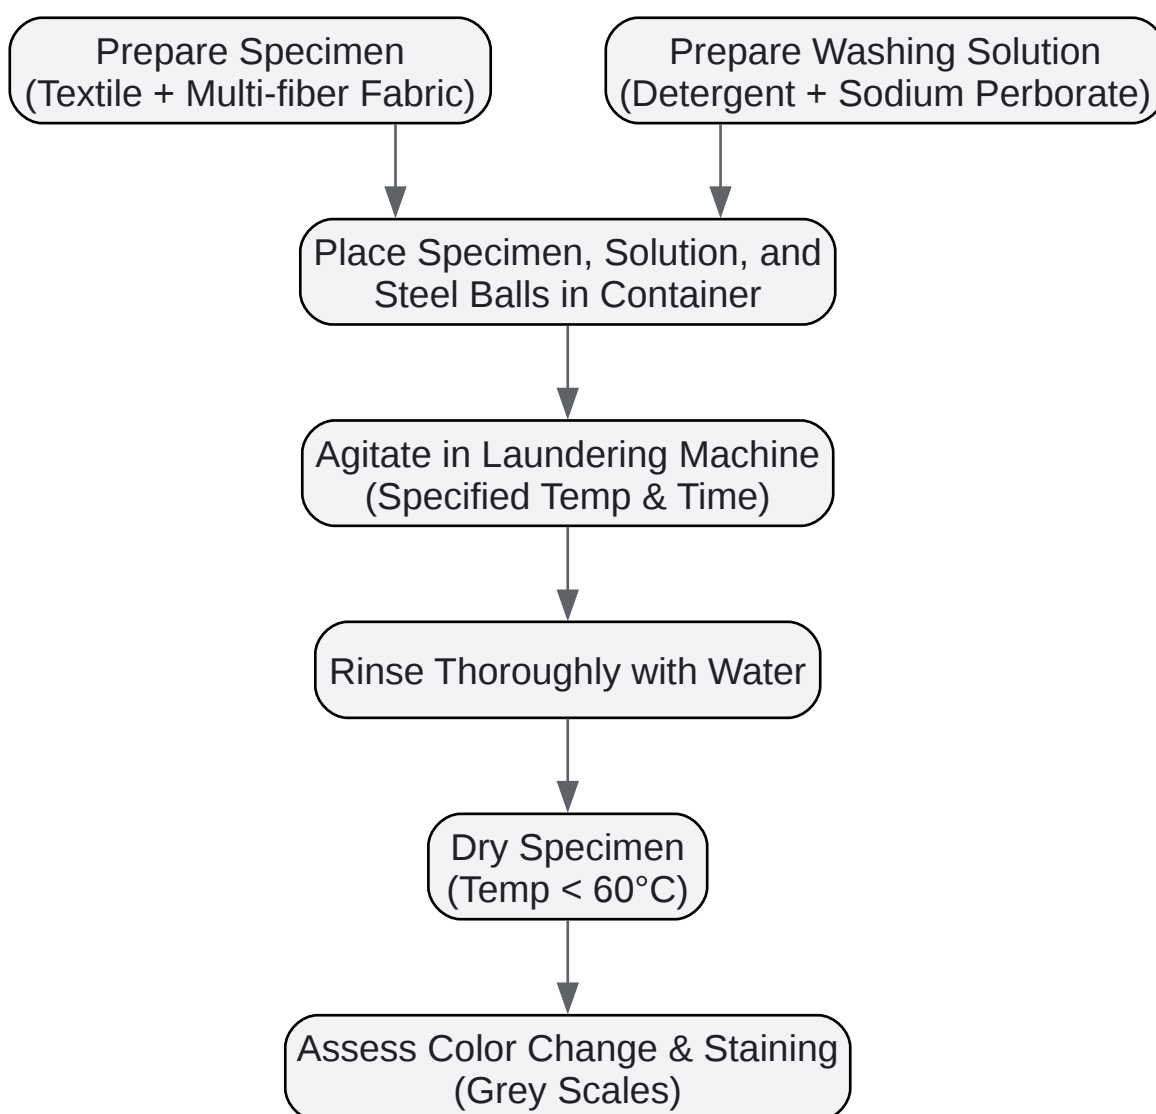 Prepare Specimen
(Textile + Multi-fiber Fabric)
Prepare Washing Solution
(Detergent + Sodium Perborate)
Place Specimen, Solution, and
Steel Balls in Container
Agitate in Laundering Machine
(Specified Temp & Time)
Rinse Thoroughly with Water
Dry Specimen
(Temp < 60°C)
Assess Color Change & Staining
(Grey Scales)